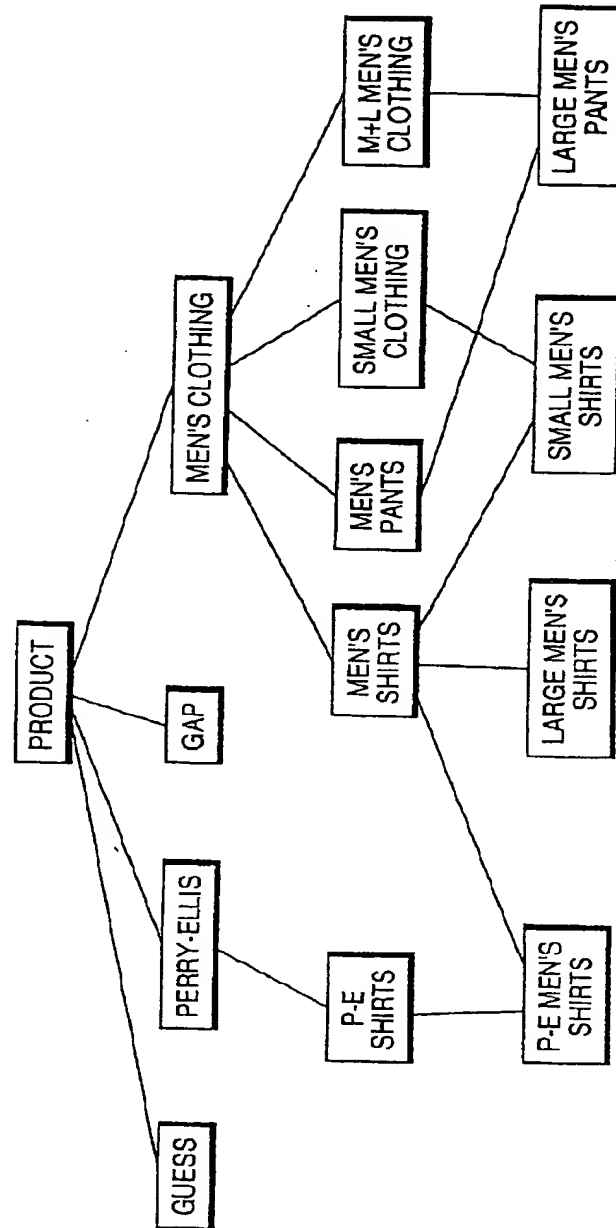 PRODUCT
GUESS
PERRY-ELLIS
GAP
MEN'S CLOTHING
P-E
SHIRTS
MEN'S
SHIRTS
MEN'S
PANTS
SMALL MEN'S
CLOTHING
M+L MEN'S
CLOTHING
P-E MEN'S
SHIRTS
LARGE MEN'S
SHIRTS
SMALL MEN'S
SHIRTS
LARGE MEN'S
PANTS